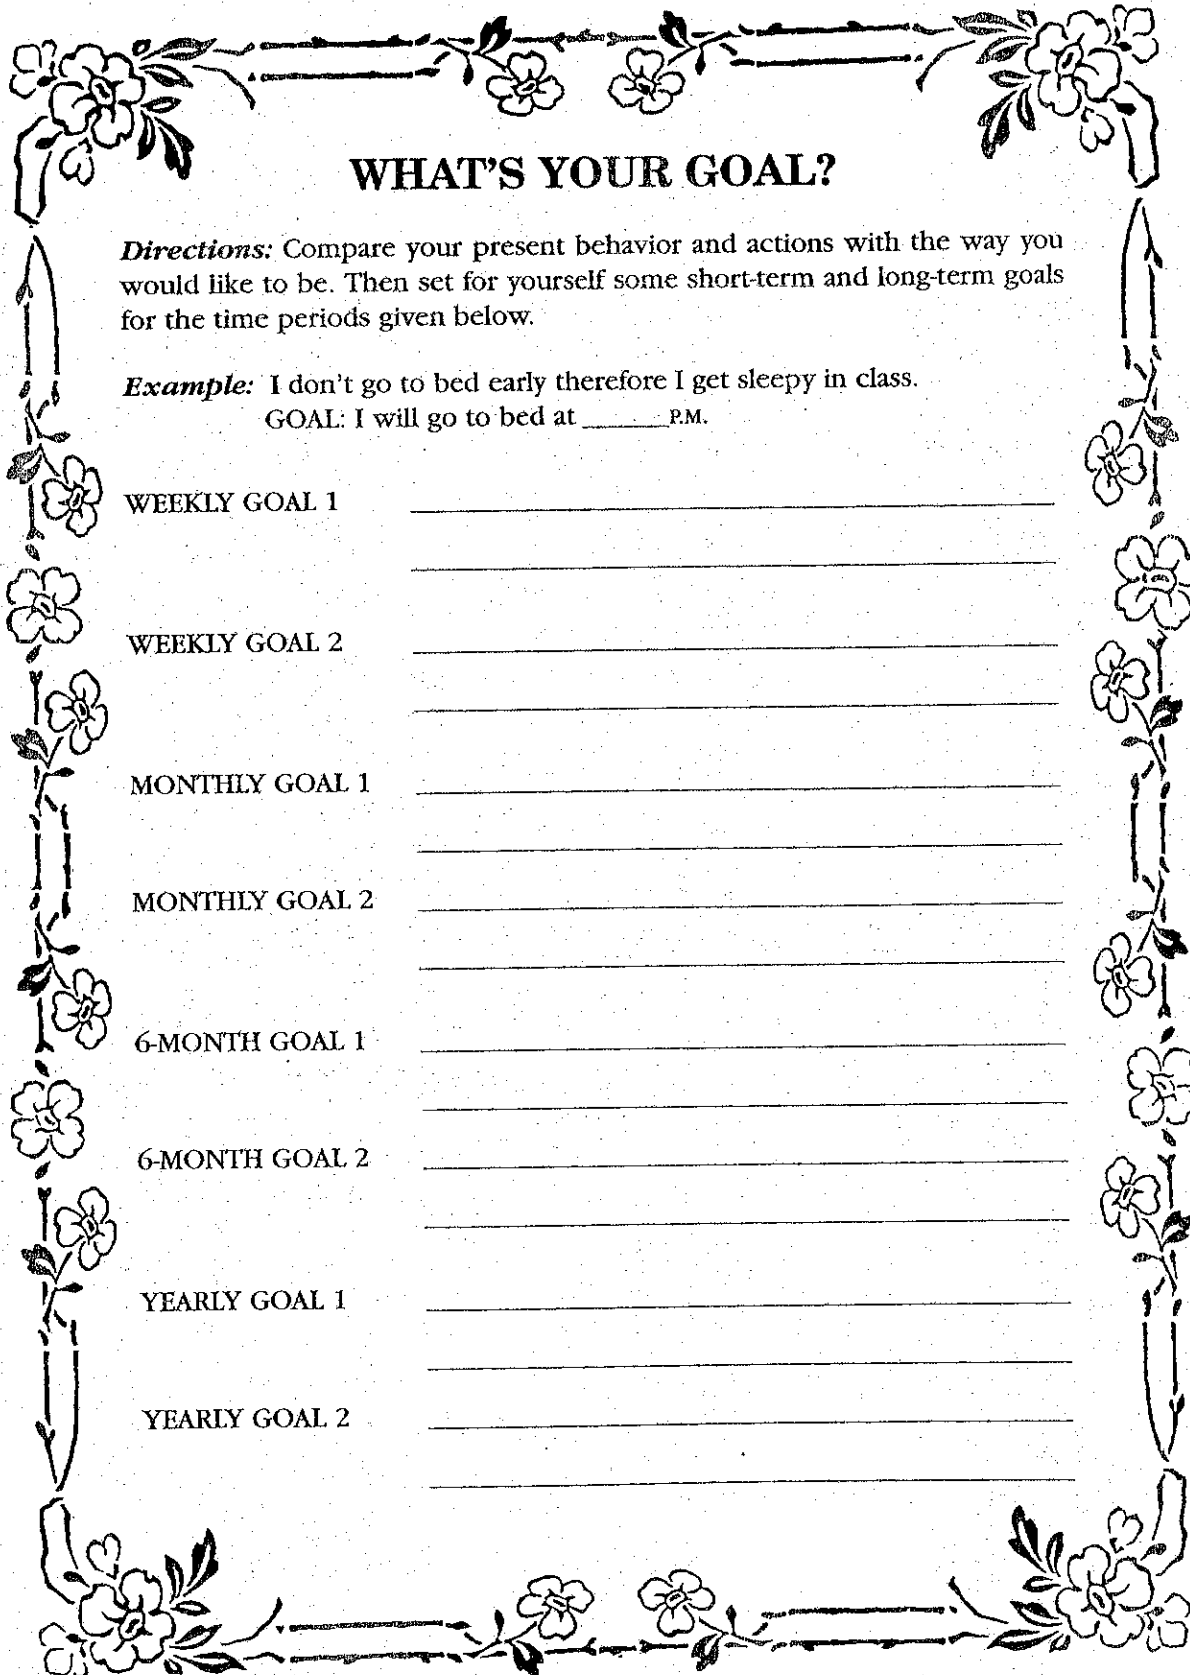 WHAT'S YOUR GOAL?
Directions: Compare your present behavior and actions with the way you
would like to be. Then set for yourself some short-term and long-term goals
for the time periods given below.
Example: I don't go to bed early therefore I get sleepy in class.
GOAL: I will go to bed at ______P.M.
WEEKLY GOAL 1
WEEKLY GOAL 2
MONTHLY GOAL 1
MONTHLY GOAL 2
6-MONTH GOAL 1
6-MONTH GOAL 2
YEARLY GOAL 1
YEARLY GOAL 2